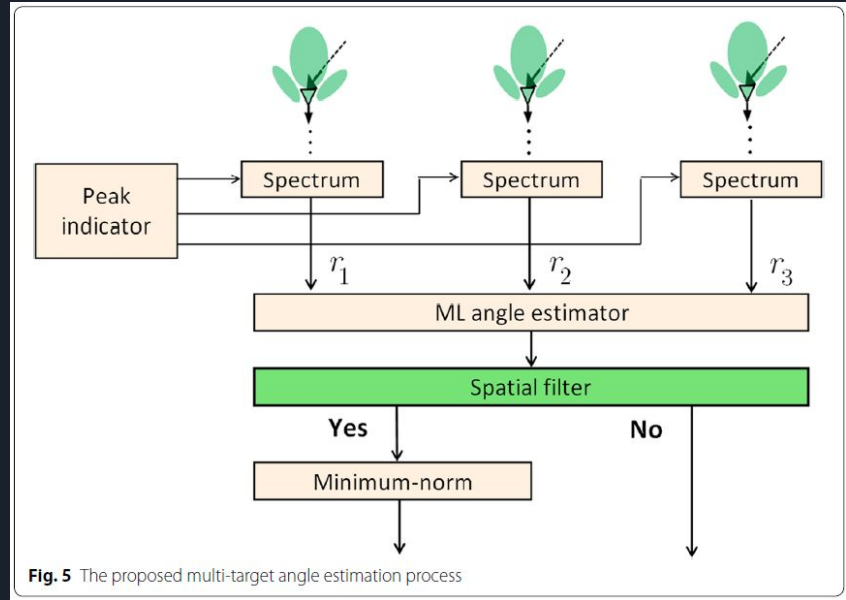 Peak
indicator
Spectrum
Spectrum
Spectrum
r1
r2
r3
ML angle estimator
Spatial filter
Yes
No
Minimum-norm
Fig. 5 The proposed multi-target angle estimation process